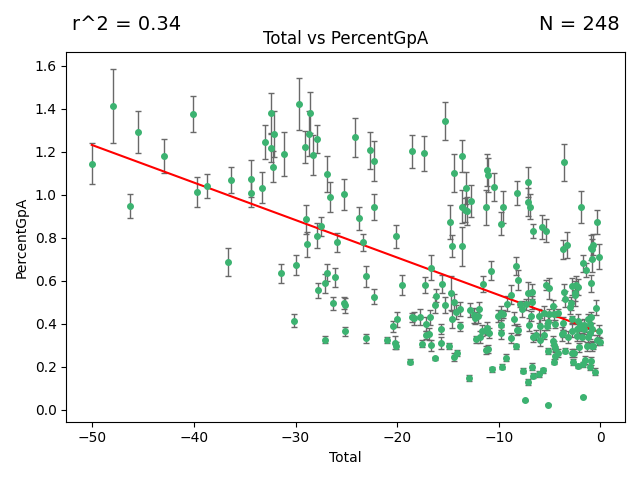 r^2 = 0.34
N = 248
Total vs PercentGpA
PercentGpA
1.6
1.4
1.2
1.0
0.8
0.6
0.4
0.2
0.0
−50 −40 −30 −20 −10 0
Total